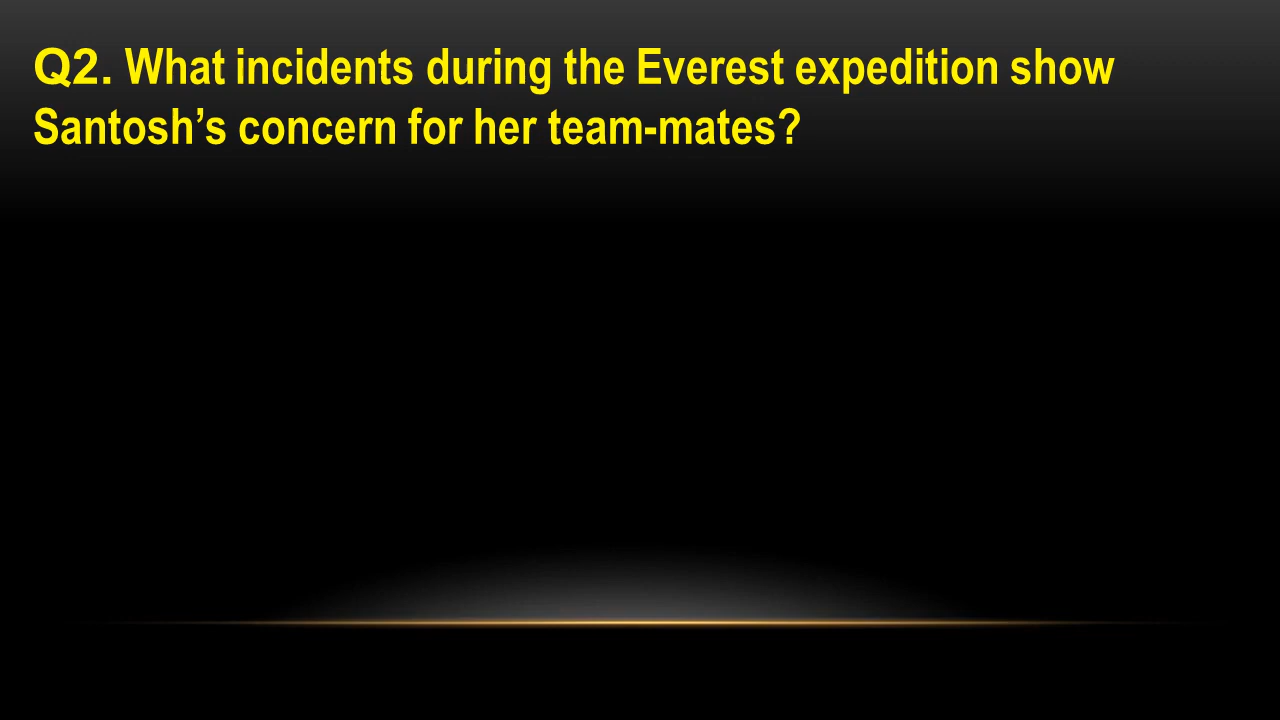 Q2. What incidents during the Everest expedition show
Santosh’s concern for her team-mates?